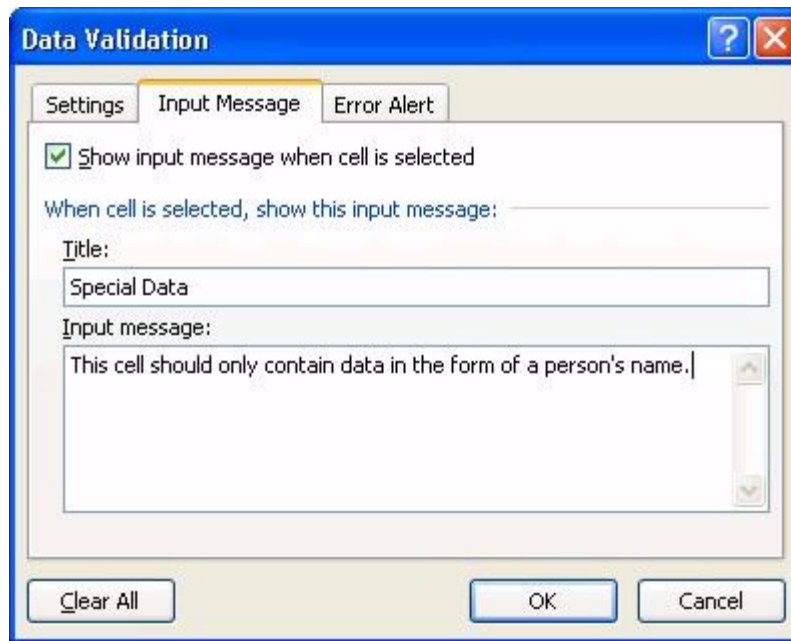 Data Validation
Settings Input Message Error Alert
Show input message when cell is selected
When cell is selected, show this input message:
Title:
Special Data
Input message:
This cell should only contain data in the form of a person's name.
Clear All OK Cancel